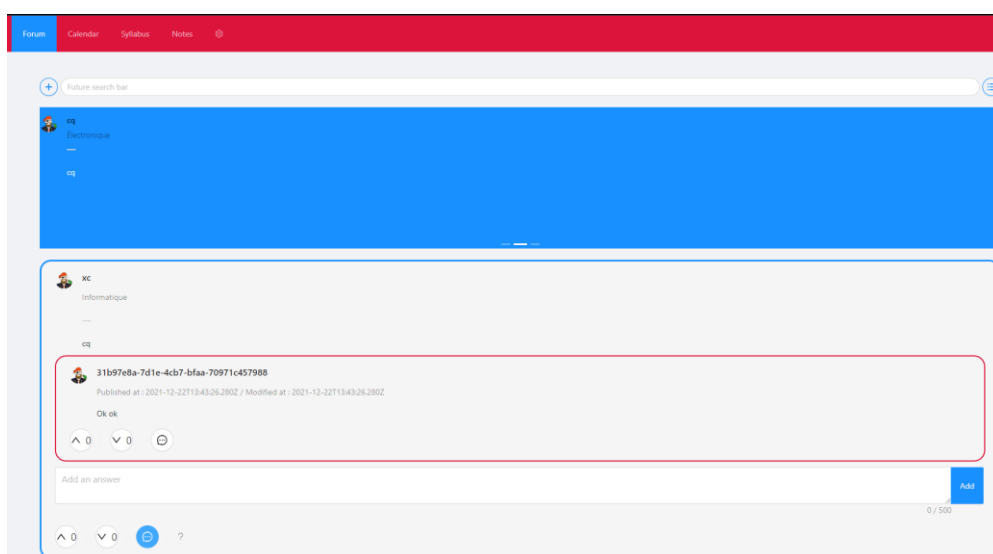 Forum Calendar Syllabus Notes
Future search bar
cq
Électronique
—
cq
xc
Informatique
—
cq
31b97e8a-7d1e-4cb7-bfaa-70971c457988
Published at : 2021-12-22T13:43:26.280Z / Modified at : 2021-12-22T13:43:26.280Z
Ok ok
0 0
Add an answer
Add
0 / 500
0 0 ?